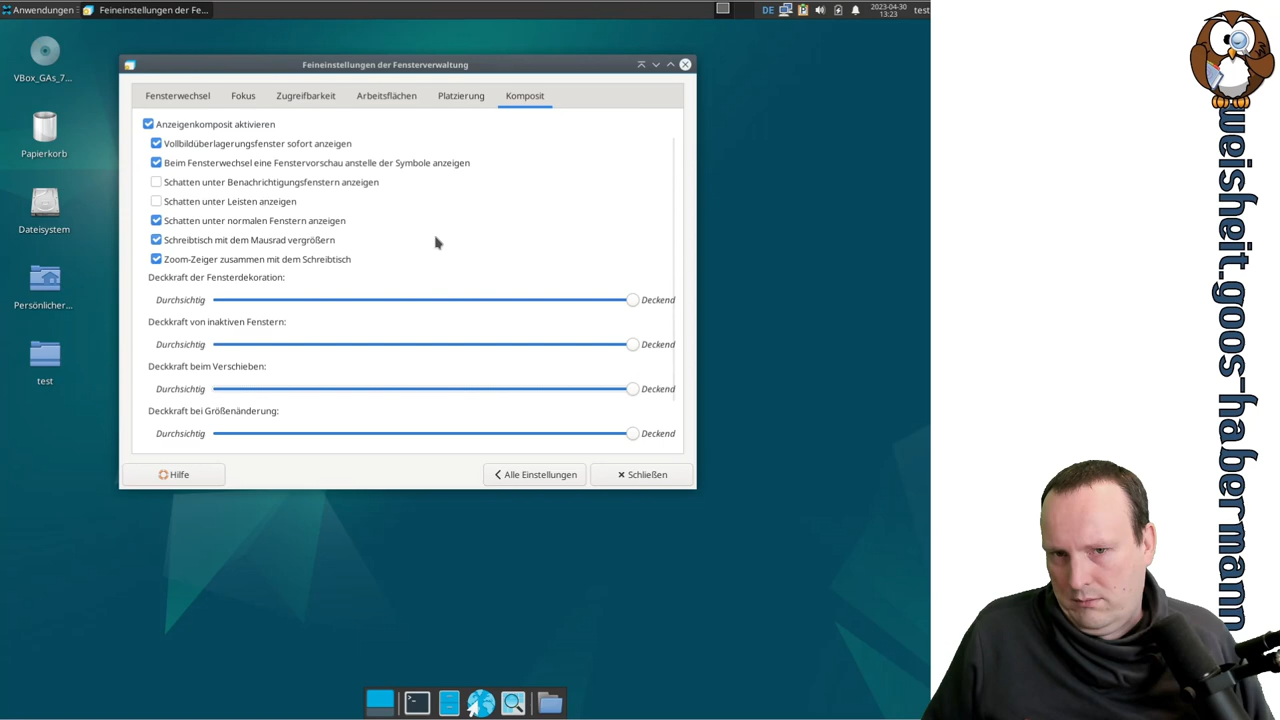 Anwendungen
Feineinstellungen der Fe...
DE
2023-04-30
13:23
test
VBox_GAs_7...
Papierkorb
Dateisystem
Persönlicher...
test
Feineinstellungen der Fensterverwaltung
Fensterwechsel
Fokus
Zugreifbarkeit
Arbeitsflächen
Platzierung
Komposit
Anzeigenkomposit aktivieren
Vollbildüberlagerungsfenster sofort anzeigen
Beim Fensterwechsel eine Fenstervorschau anstelle der Symbole anzeigen
Schatten unter Benachrichtigungsfenstern anzeigen
Schatten unter Leisten anzeigen
Schatten unter normalen Fenstern anzeigen
Schreibtisch mit dem Mausrad vergrößern
Zoom-Zeiger zusammen mit dem Schreibtisch
Deckkraft der Fensterdekoration:
Durchsichtig
Deckend
Deckkraft von inaktiven Fenstern:
Durchsichtig
Deckend
Deckkraft beim Verschieben:
Durchsichtig
Deckend
Deckkraft bei Größenänderung:
Durchsichtig
Deckend
Hilfe
Alle Einstellungen
Schließen
weisheit.goos-habermann